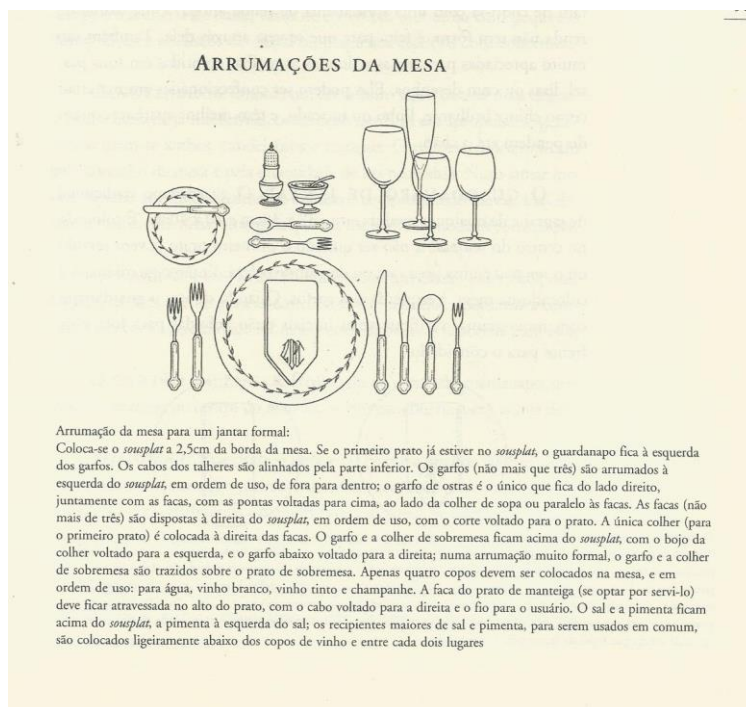 ARRUMAÇÕES DA MESA
Arrumação da mesa para um jantar formal:
Coloca-se o sousplat a 2,5cm da borda da mesa. Se o primeiro prato já estiver no sousplat, o guardanapo fica à esquerda
dos garfos. Os cabos dos talheres são alinhados pela parte inferior. Os garfos (não mais que três) são arrumados à
esquerda do sousplat, em ordem de uso, de fora para dentro; o garfo de ostras é o único que fica do lado direito,
juntamente com as facas, com as pontas voltadas para cima, ao lado da colher de sopa ou paralelo às facas. As facas (não
mais de três) são dispostas à direita do sousplat, em ordem de uso, com o corte voltado para o prato. A única colher (para
o primeiro prato) é colocada à direita das facas. O garfo e a colher de sobremesa ficam acima do sousplat, com o bojo da
colher voltado para a esquerda, e o garfo abaixo voltado para a direita; numa arrumação muito formal, o garfo e a colher
de sobremesa são trazidos sobre o prato de sobremesa. Apenas quatro copos devem ser colocados na mesa, e em
ordem de uso: para água, vinho branco, vinho tinto e champanhe. A faca do prato de manteiga (se optar por servi-lo)
deve ficar atravessada no alto do prato, com o cabo voltado para a direita e o fio para o usuário. O sal e a pimenta ficam
acima do sousplat, a pimenta à esquerda do sal; os recipientes maiores de sal e pimenta, para serem usados em comum,
são colocados ligeiramente abaixo dos copos de vinho e entre cada dois lugares